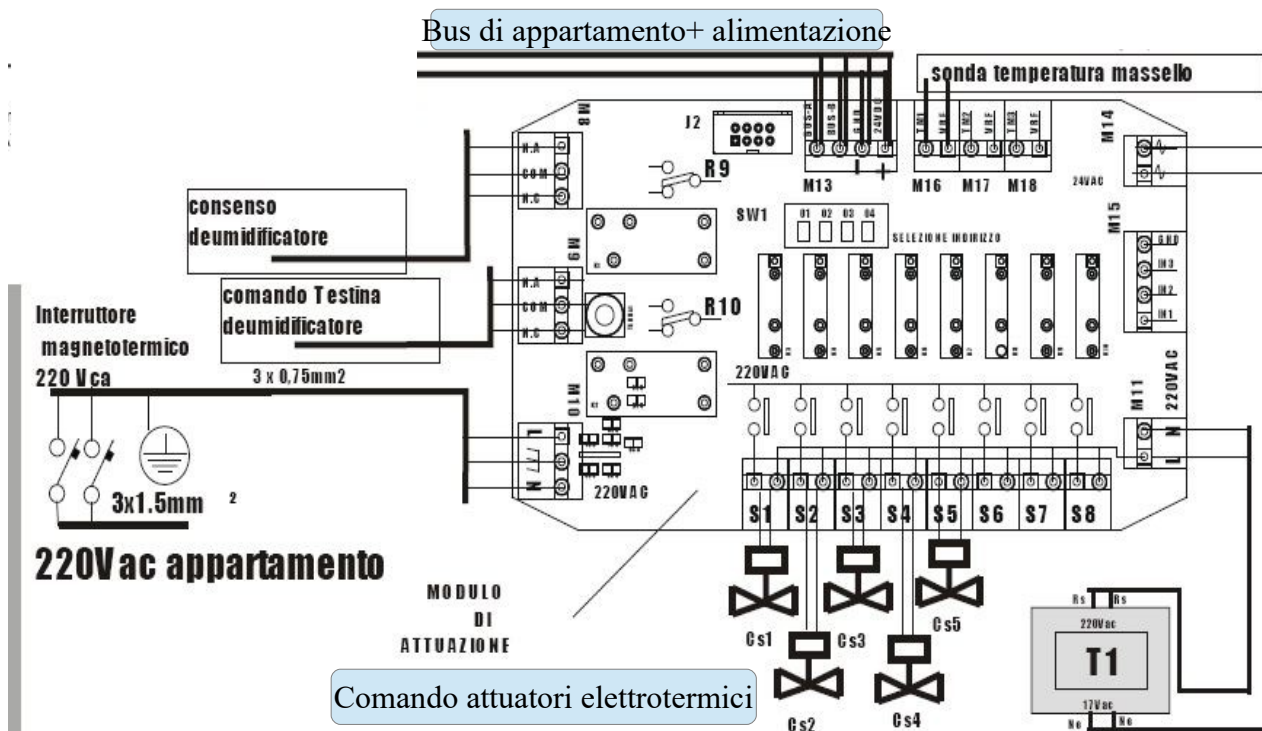 Bus di appartamento+ alimentazione
sonda temperatura massello
M8
J2
BUS-A
BUS-B
GND
24VDC
TM1
VRF
TM2
VRF
TM3
VRF
M14
N.A
COM
N.C
R9
M13
M16
M17
M18
24VAC
consenso
deumidificatore
SW1
01 02 03 04
SELEZIONE INDIRIZZO
M15
GND
IN3
IN2
IN1
M9
N.A
COM
N.C
R10
comando Testina
deumidificatore
Interruttore
magnetotermico
220 Vca
3 x 0,75mm2
220VAC
M11
220VAC
N
L
M10
L
N
220VAC
3x1.5mm 2
S1 S2 S3 S4 S5 S6 S7 S8
220Vac appartamento
MODULO
DI
ATTUAZIONE
Cs1
Cs3
Cs5
Cs2
Cs4
Rs Rs
220Vac
T1
17Vac
Ne Ne
Comando attuatori elettrotermici